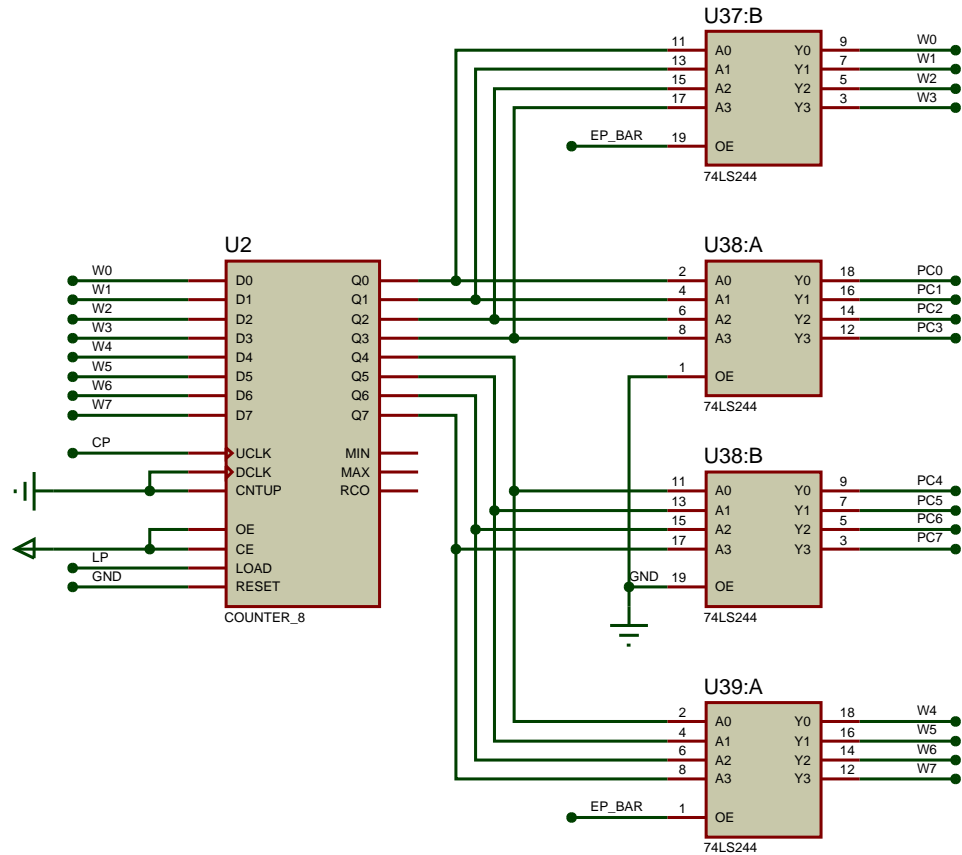 U37:B
11 A0 Y0 9 W0
13 A1 Y1 7 W1
15 A2 Y2 5 W2
17 A3 Y3 3 W3
EP_BAR 19 OE
74LS244
U2
U38:A
W0 D0 Q0 2 A0 Y0 18 PC0
W1 D1 Q1 4 A1 Y1 16 PC1
W2 D2 Q2 6 A2 Y2 14 PC2
W3 D3 Q3 8 A3 Y3 12 PC3
W4 D4 Q4
W5 D5 Q5 1 OE
W6 D6 Q6
74LS244
W7 D7 Q7
CP UCLK MIN
U38:B
DCLK MAX
CNTUP RCO 11 A0 Y0 9 PC4
13 A1 Y1 7 PC5
OE 15 A2 Y2 5 PC6
CE 17 A3 Y3 3 PC7
LP LOAD
GND RESET GND 19 OE
COUNTER_8 74LS244
U39:A
2 A0 Y0 18 W4
4 A1 Y1 16 W5
6 A2 Y2 14 W6
8 A3 Y3 12 W7
EP_BAR 1 OE
74LS244